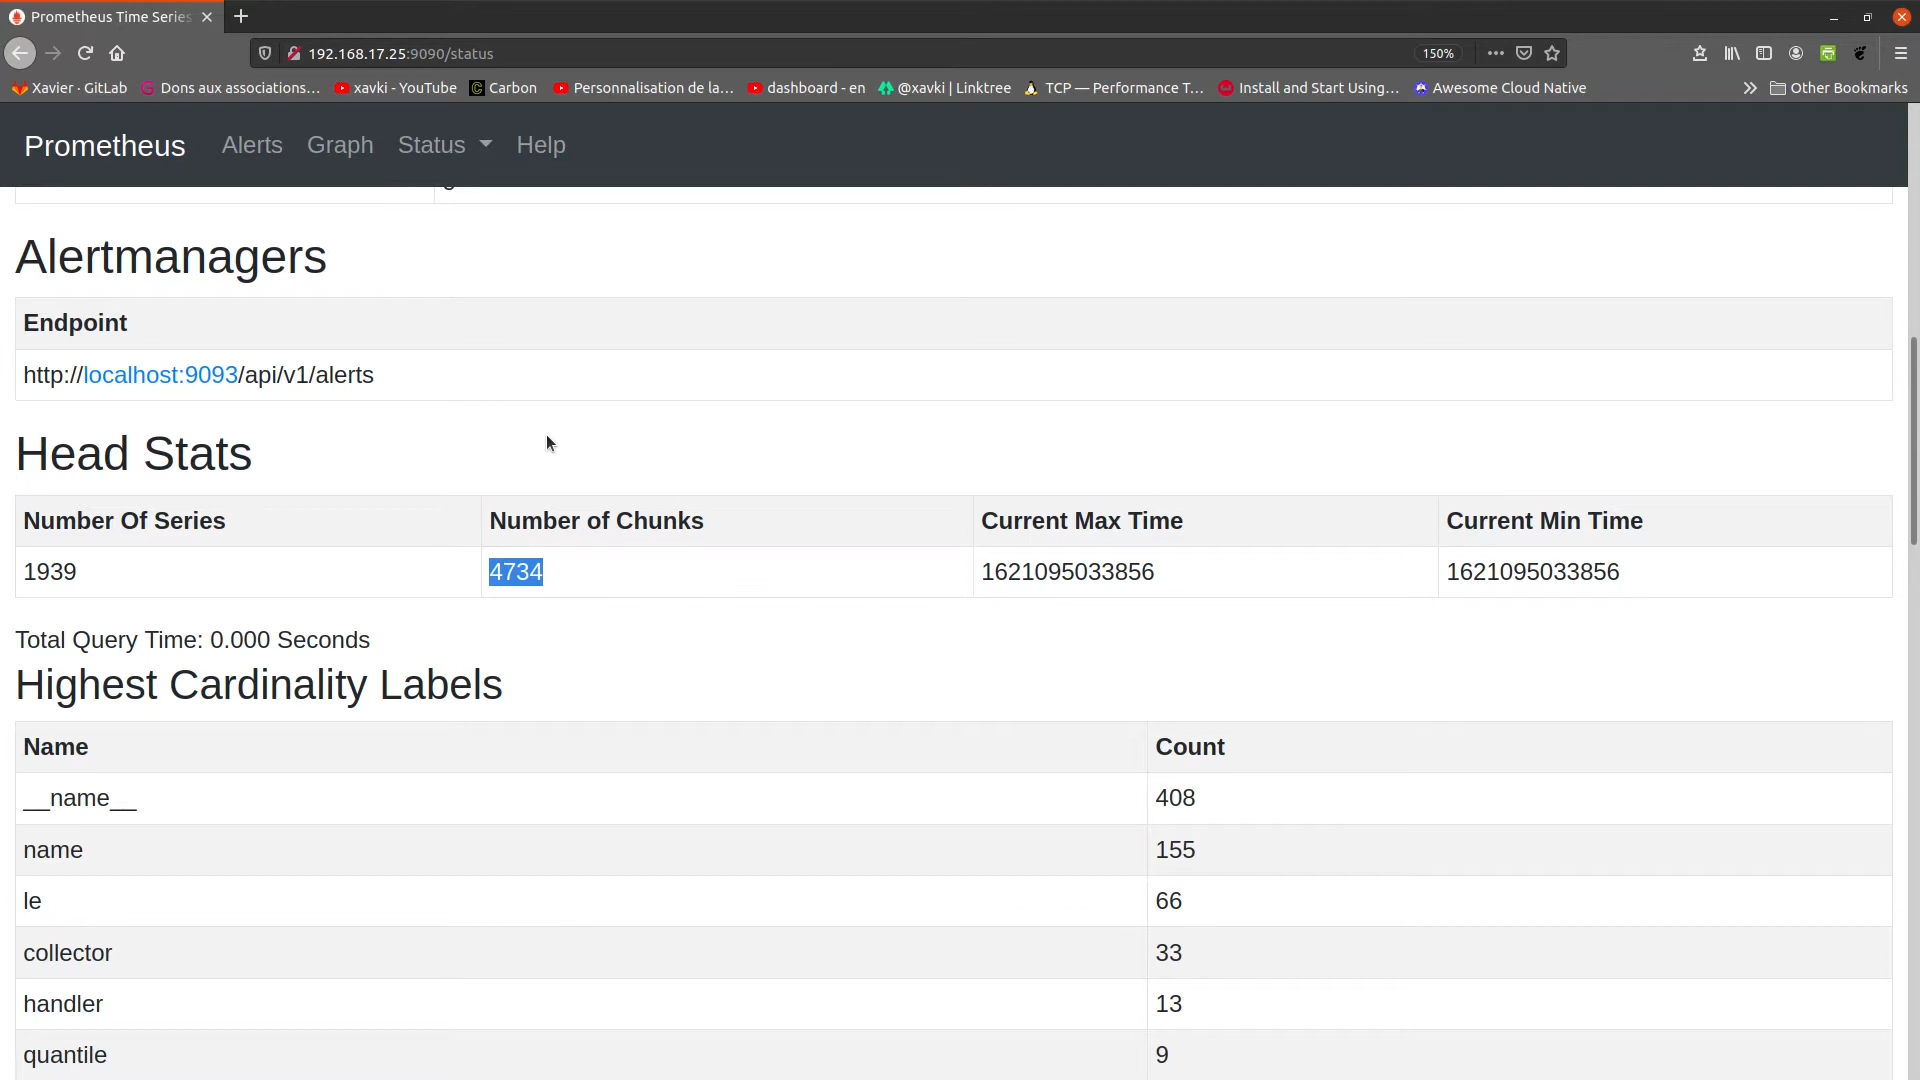 Prometheus Time Series
192.168.17.25:9090/status
150%
Xavier · GitLab
Dons aux associations…
xavki - YouTube
Carbon
Personnalisation de la…
dashboard - en
@xavki | Linktree
TCP — Performance T…
Install and Start Using…
Awesome Cloud Native
Other Bookmarks
Prometheus Alerts Graph Status Help
Alertmanagers
Endpoint
http://localhost:9093/api/v1/alerts
Head Stats
Number Of Series Number of Chunks Current Max Time Current Min Time
1939 4734 1621095033856 1621095033856
Total Query Time: 0.000 Seconds
Highest Cardinality Labels
Name Count
__name__ 408
name 155
le 66
collector 33
handler 13
quantile 9